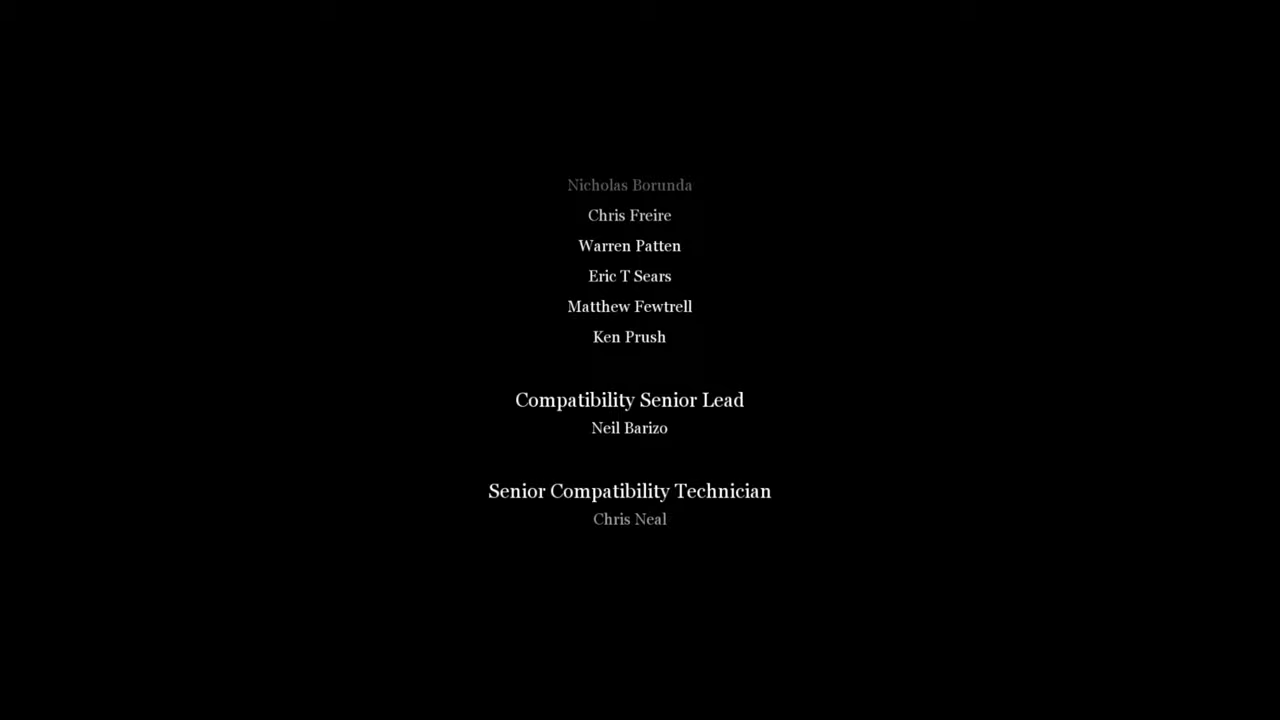 Nicholas Borunda
Chris Freire
Warren Patten
Eric T Sears
Matthew Fewtrell
Ken Prush
Compatibility Senior Lead
Neil Barizo
Senior Compatibility Technician
Chris Neal